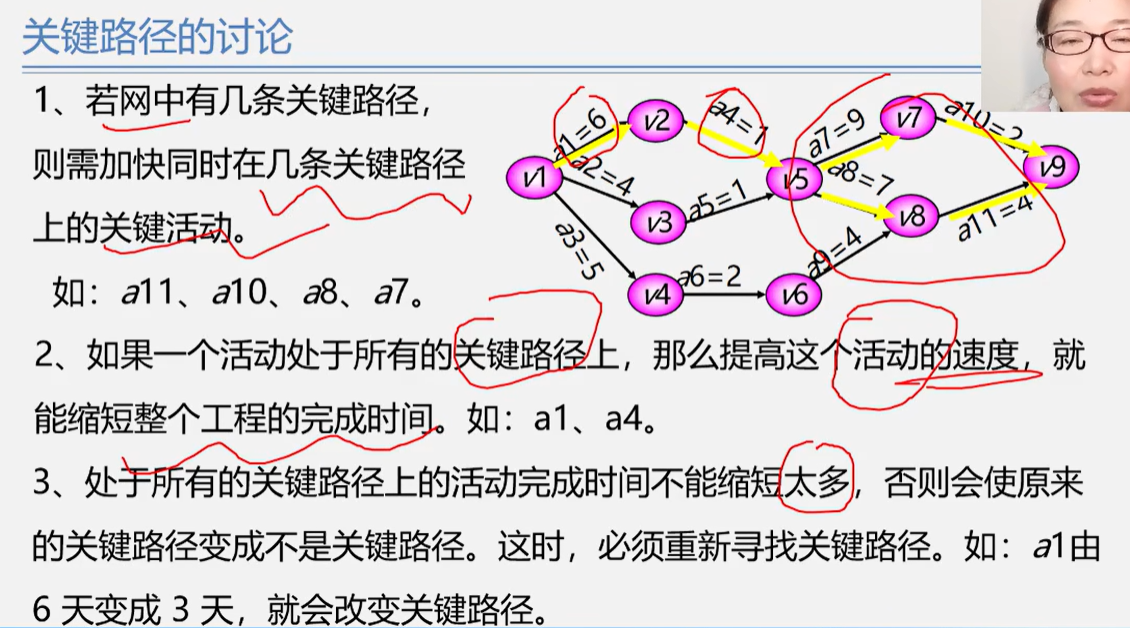 关键路径的讨论
1、若网中有几条关键路径，
则需加快同时在几条关键路径
上的关键活动。
如：a11、a10、a8、a7。
v1
v2
v3
v4
v5
v6
v7
v8
v9
a1=6
a2=4
a3=5
a4=1
a5=1
a6=2
a7=9
a8=7
a9=4
a10=2
a11=4
2、如果一个活动处于所有的关键路径上，那么提高这个活动的速度，就
能缩短整个工程的完成时间。如：a1、a4。
3、处于所有的关键路径上的活动完成时间不能缩短太多，否则会使原来
的关键路径变成不是关键路径。这时，必须重新寻找关键路径。如：a1由
6 天变成 3 天，就会改变关键路径。